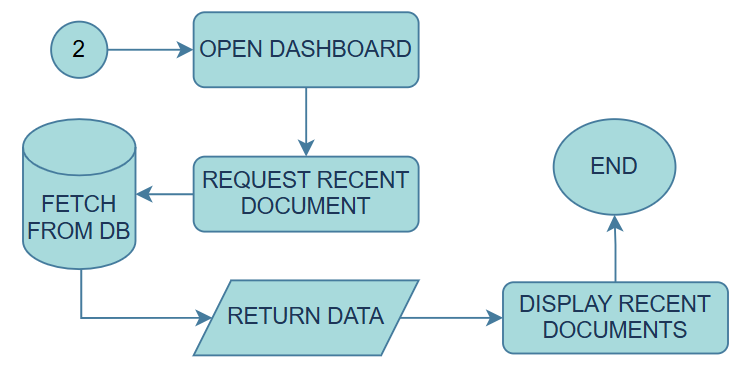 2
OPEN DASHBOARD
REQUEST RECENT
DOCUMENT
FETCH
FROM DB
RETURN DATA
DISPLAY RECENT
DOCUMENTS
END